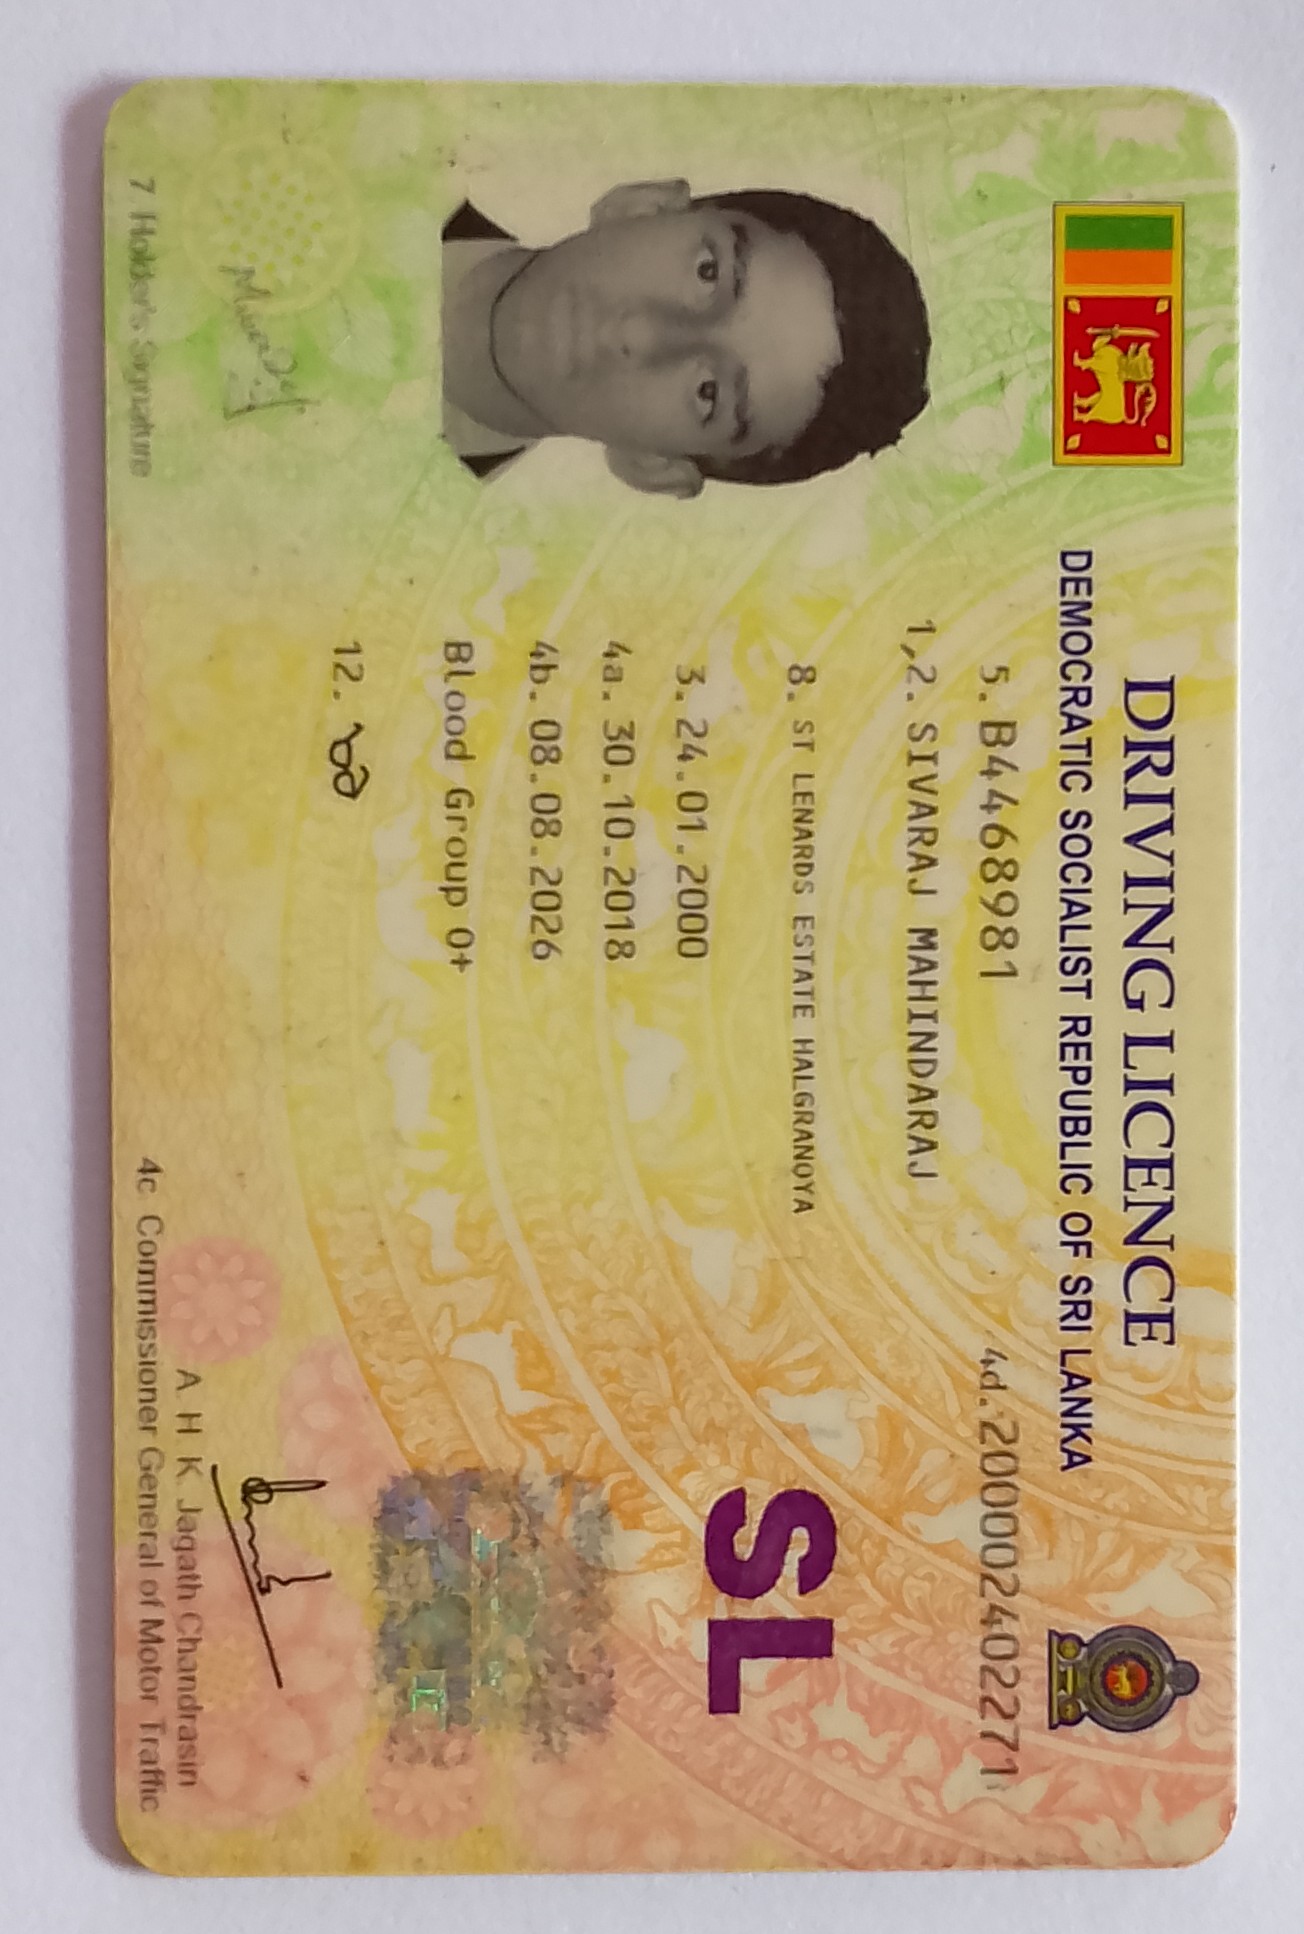 DRIVING LICENCE
DEMOCRATIC SOCIALIST REPUBLIC OF SRI LANKA
5. B4468981 4d.200002402271
1,2. SIVARAJ MAHINDARAJ
8. ST LENARDS ESTATE HALGRANOYA
3. 24.01.2000
SL
4a. 30.10.2018
4b. 08.08.2026
Blood Group O+
12.
7. Holder's Signature
A H K Jagath Chandrasiri
4c Commissioner General of Motor Traffic